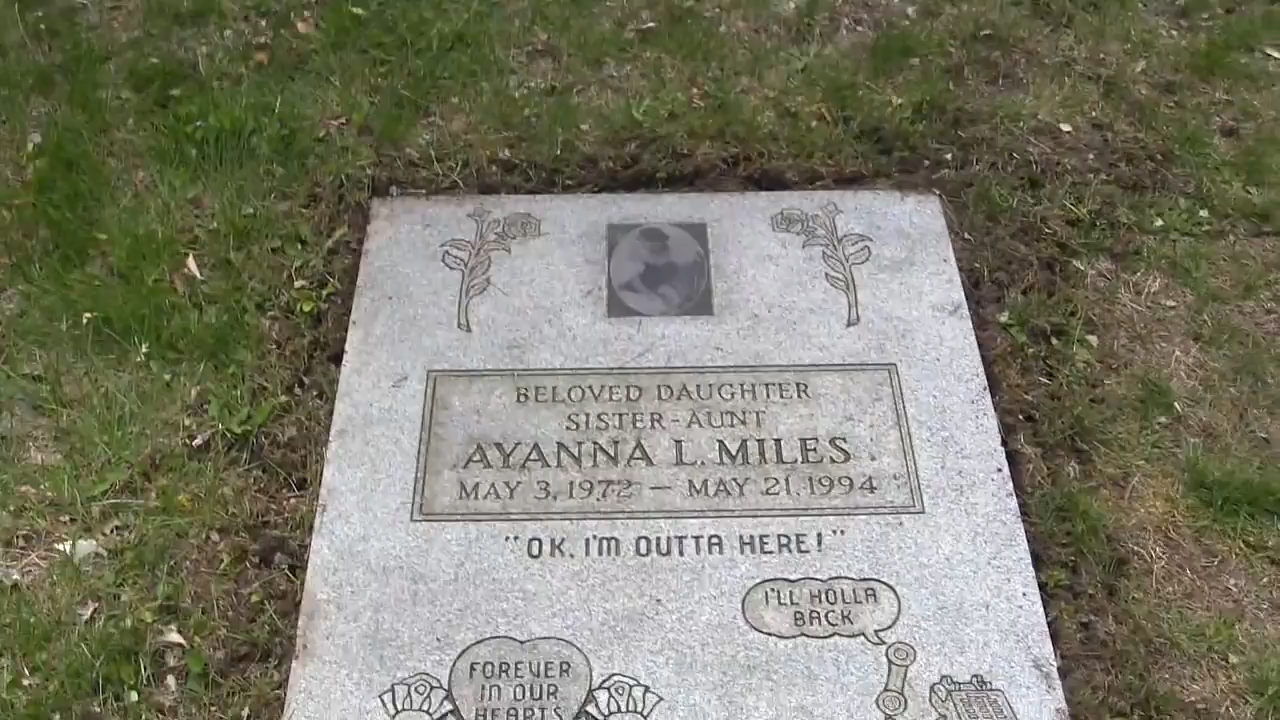 BELOVED DAUGHTER
SISTER-AUNT
AYANNA L. MILES
MAY 3, 1972 — MAY 21, 1994
"OK, I'M OUTTA HERE!"
I'LL HOLLA
BACK
FOREVER
IN OUR
HEARTS